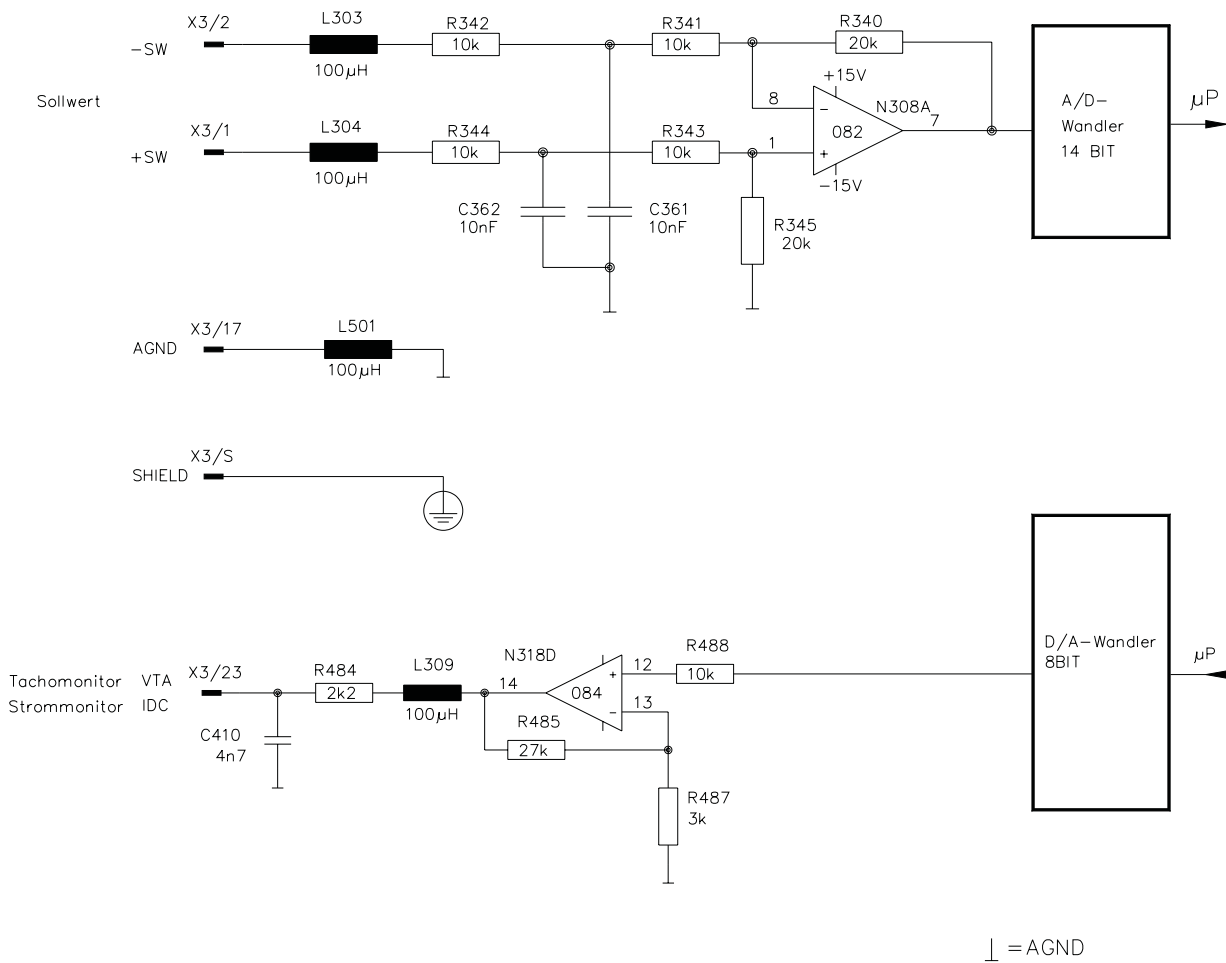 X3/2
L303
R342
R341
R340
-SW
10k
10k
20k
100µH
+15V
Sollwert
8
N308A
A/D-
Wandler
14 BIT
µP
X3/1
L304
R344
R343
1
-
082
+
7
+SW
10k
10k
100µH
-15V
C362
10nF
C361
10nF
R345
20k
X3/17
L501
AGND
100µH
X3/S
SHIELD
D/A-Wandler
8BIT
µP
N318D
R488
X3/23
R484
L309
12
10k
Tachomonitor VTA
Strommonitor IDC
2k2
14
084
+
-
13
100µH
R485
27k
C410
4n7
R487
3k
⊥ =AGND